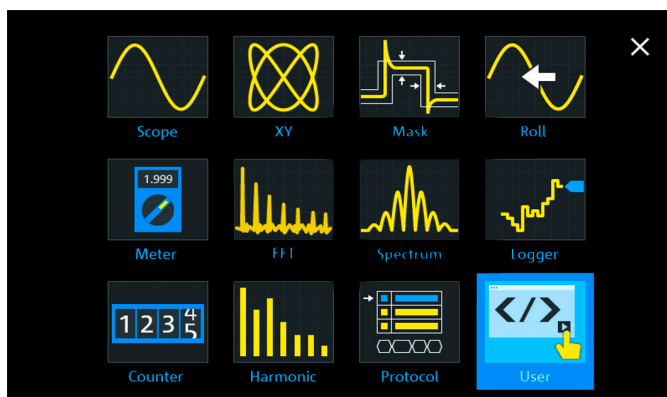 Scope XY Mask Roll
1.999
Meter FFT Spectrum Logger
1 2 3 4
5
</>
Counter Harmonic Protocol User